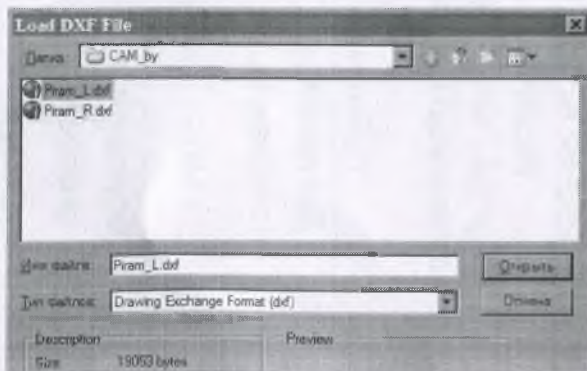 Load DXF File
Папка: CAM_by
Piram_L.dxf
Piram_R.dxf
Имя файла: Piram_L.dxf Открыть
Тип файлов: Drawing Exchange Format (dxf) Отмена
Description Preview
Size 19053 bytes